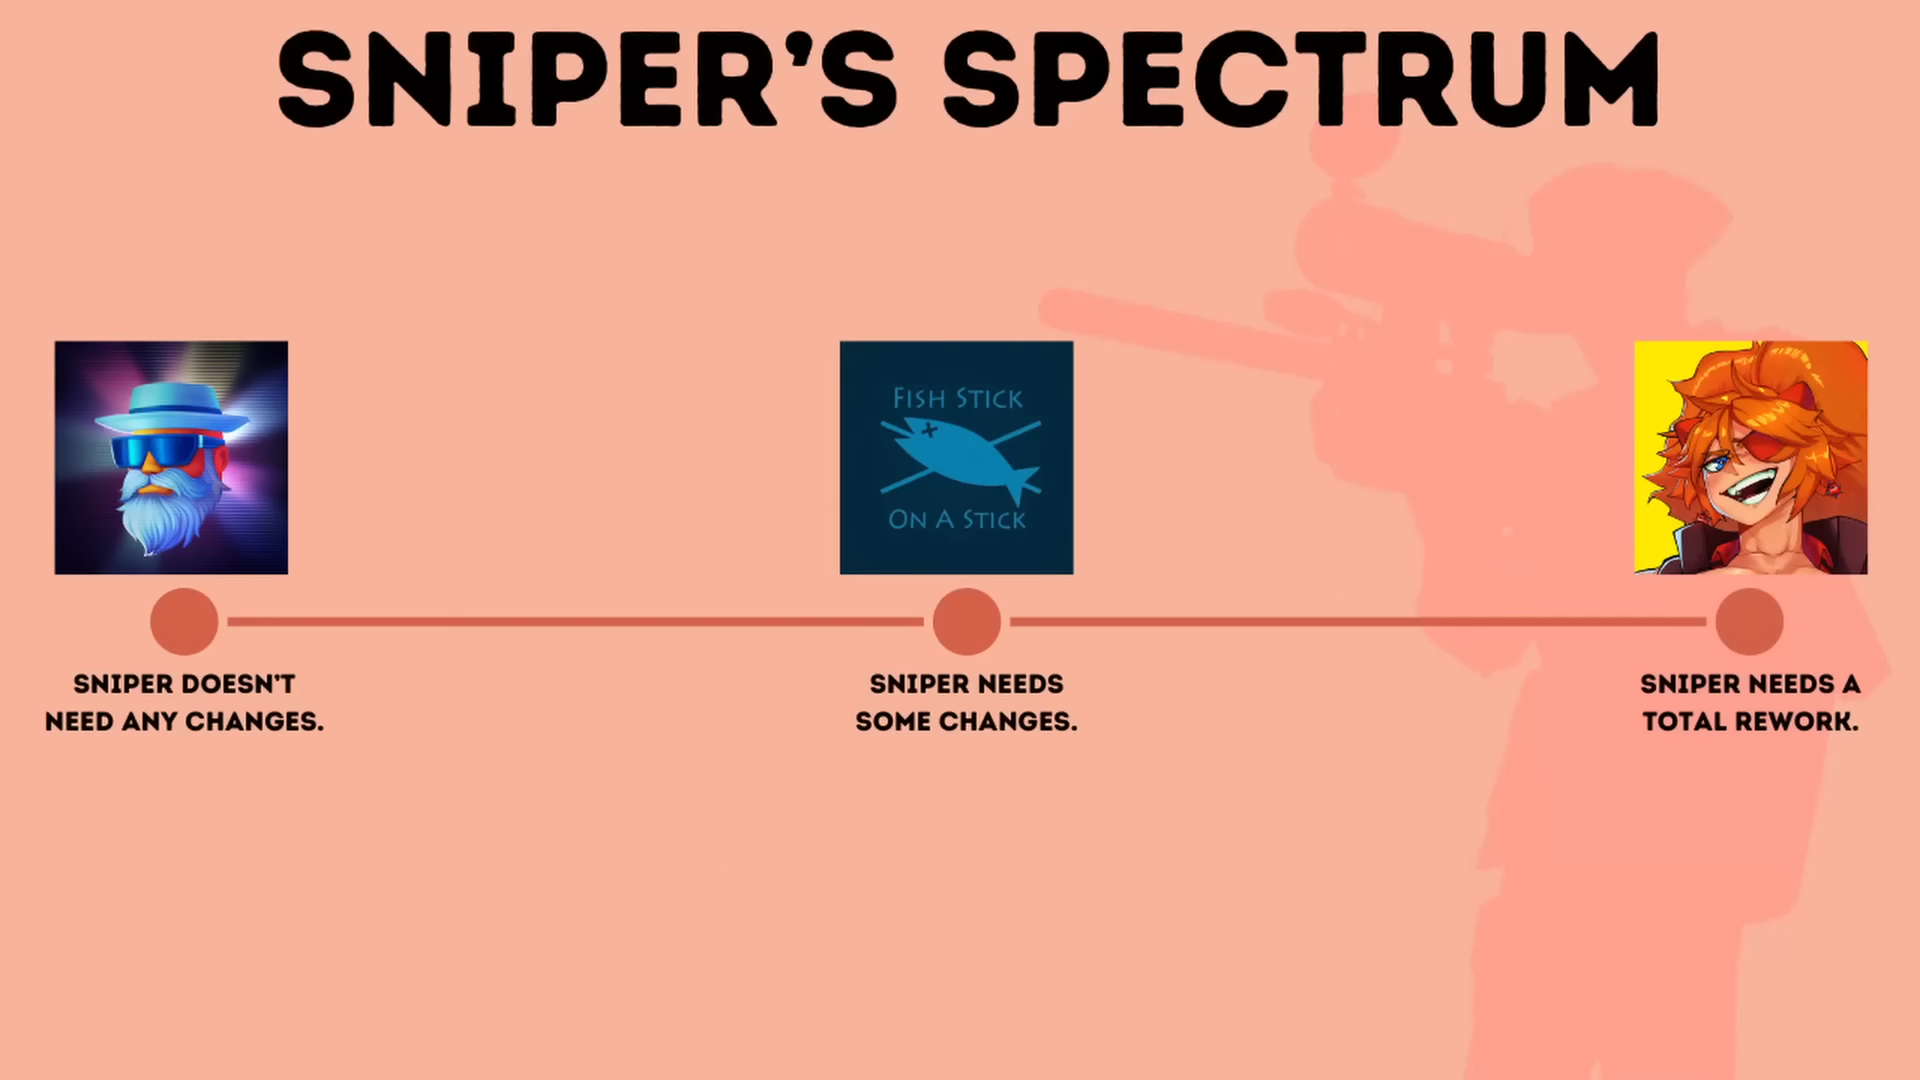 SNIPER'S SPECTRUM
FISH STICK
ON A STICK
SNIPER DOESN'T
NEED ANY CHANGES.
SNIPER NEEDS
SOME CHANGES.
SNIPER NEEDS A
TOTAL REWORK.